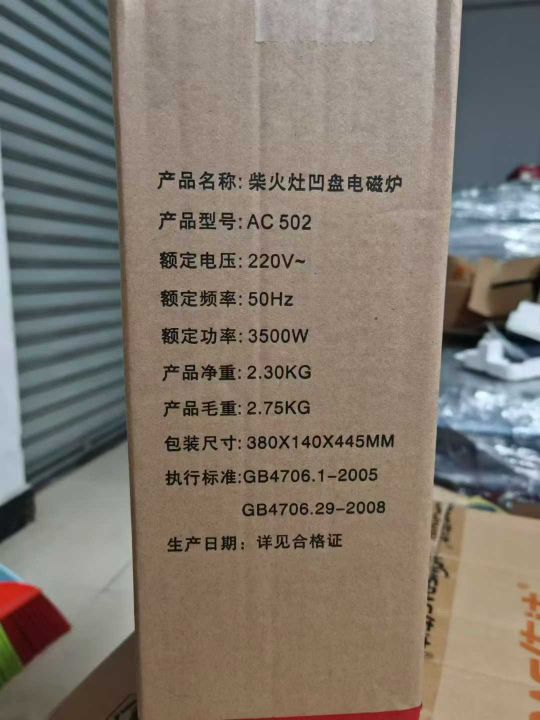 产品名称: 柴火灶凹盘电磁炉
产品型号: AC 502
额定电压: 220V~
额定频率: 50Hz
额定功率: 3500W
产品净重: 2.30KG
产品毛重: 2.75KG
包装尺寸: 380X140X445MM
执行标准:GB4706.1-2005
GB4706.29-2008
生产日期：详见合格证